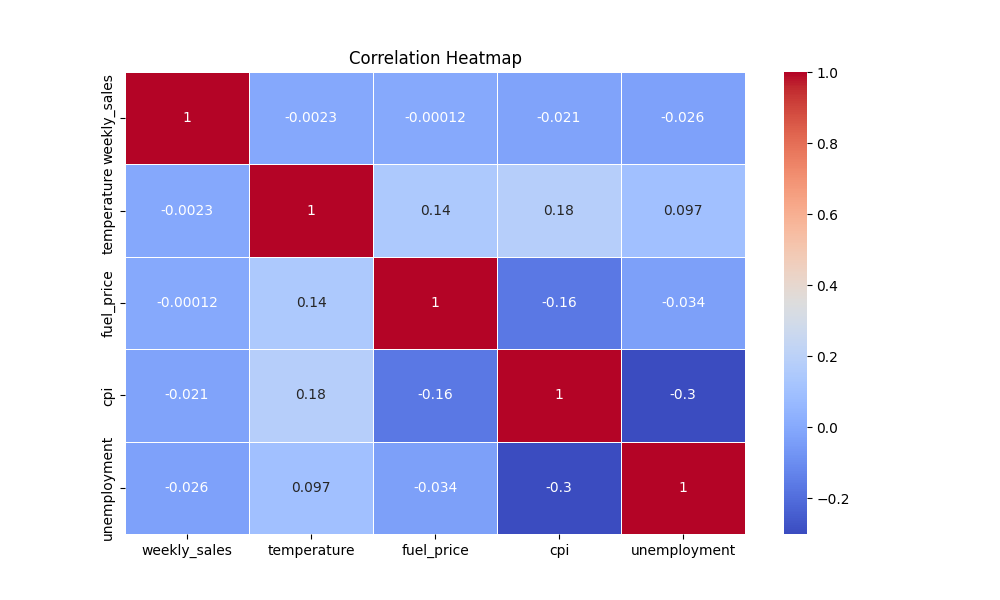 Correlation Heatmap
weekly_sales 1 -0.0023 -0.00012 -0.021 -0.026
temperature -0.0023 1 0.14 0.18 0.097
fuel_price -0.00012 0.14 1 -0.16 -0.034
cpi -0.021 0.18 -0.16 1 -0.3
unemployment -0.026 0.097 -0.034 -0.3 1
weekly_sales temperature fuel_price cpi unemployment
1.0
0.8
0.6
0.4
0.2
0.0
−0.2